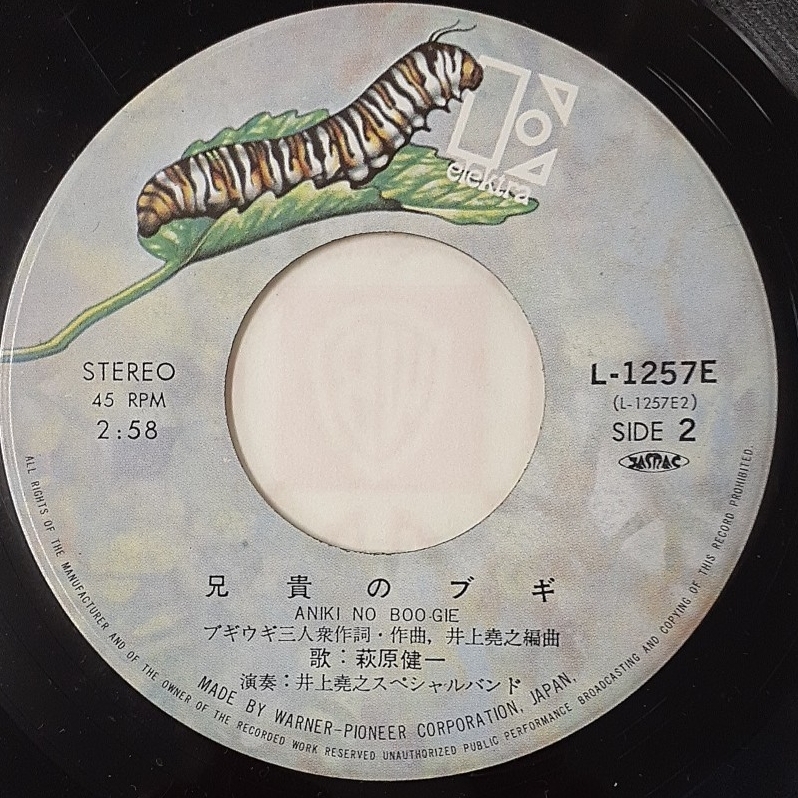 elektra
STEREO
45 RPM
2:58
L-1257E
(L-1257E2)
SIDE 2
JASRAC
兄貴のブギ
ANIKI NO BOO-GIE
ブギウギ三人衆作詞・作曲, 井上堯之編曲
歌：萩原健一
演奏：井上堯之スペシャルバンド
MADE BY WARNER-PIONEER CORPORATION, JAPAN.
ALL RIGHTS OF THE MANUFACTURER AND OF THE OWNER OF THE RECORDED WORK RESERVED UNAUTHORIZED PUBLIC PERFORMANCE BROADCASTING AND COPYING OF THIS RECORD PROHIBITED.